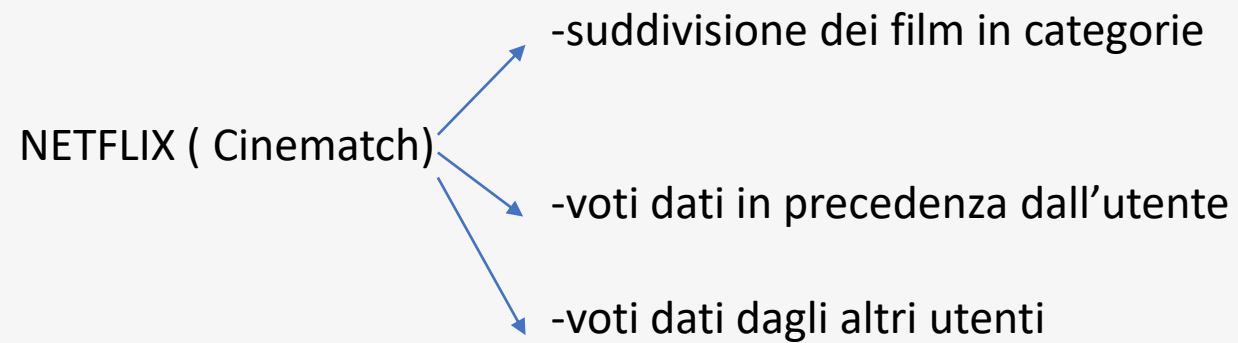 -suddivisione dei film in categorie
NETFLIX ( Cinematch)
-voti dati in precedenza dall’utente
-voti dati dagli altri utenti